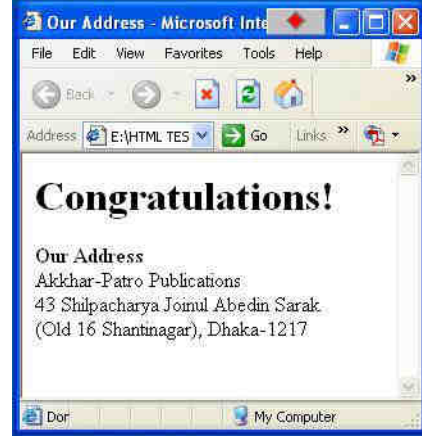 Our Address - Microsoft Inte
File Edit View Favorites Tools Help
Back
Address E:\HTML TES Go Links
Congratulations!
Our Address
Akkhar-Patro Publications
43 Shilpacharya Joinul Abedin Sarak
(Old 16 Shantinagar), Dhaka-1217
Dor My Computer